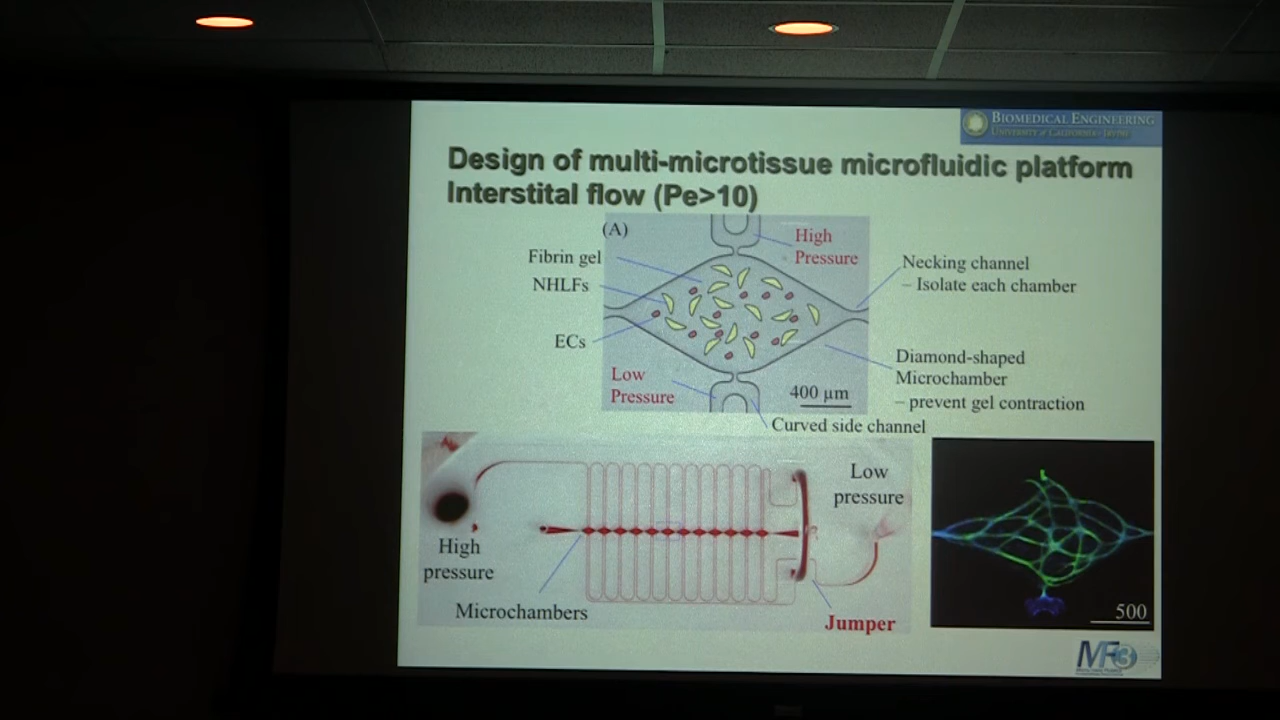 BIOMEDICAL ENGINEERING
UNIVERSITY of CALIFORNIA • IRVINE
Design of multi-microtissue microfluidic platform
Interstital flow (Pe>10)
(A)
High
Pressure
Fibrin gel
NHLFs
ECs
Low
Pressure
400 µm
Necking channel
– Isolate each chamber
Diamond-shaped
Microchamber
– prevent gel contraction
Curved side channel
High
pressure
Microchambers
Low
pressure
Jumper
500
MF3